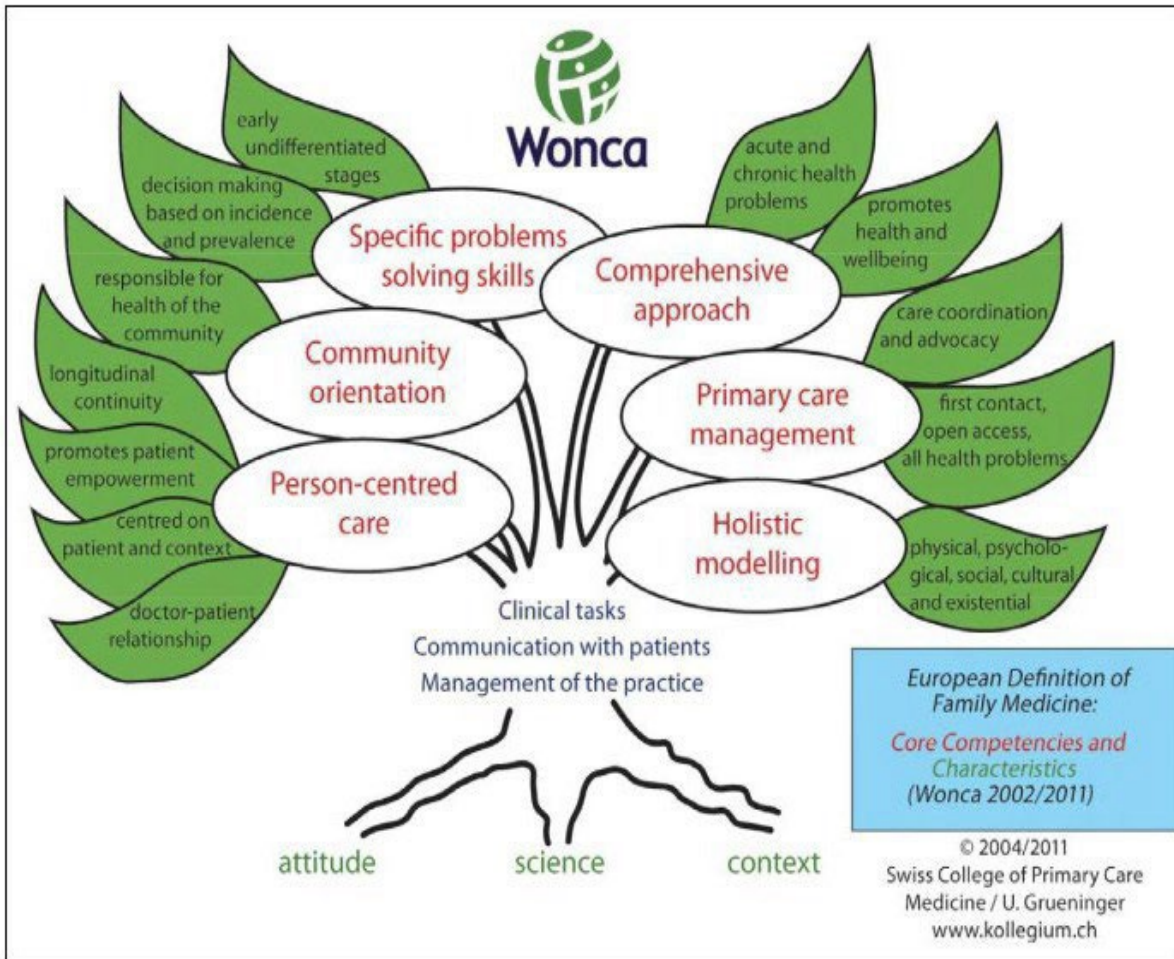 Wonca
early
undifferentiated
stages
decision making
based on incidence
and prevalence
responsible for
health of the
community
longitudinal
continuity
promotes patient
empowerment
centred on
patient and context
doctor-patient
relationship
Specific problems
solving skills
Community
orientation
Person-centred
care
Comprehensive
approach
Primary care
management
Holistic
modelling
acute and
chronic health
problems
promotes
health and
wellbeing
care coordination
and advocacy
first contact,
open access,
all health problems
physical, psycholo-
gical, social, cultural
and existential
Clinical tasks
Communication with patients
Management of the practice
attitude
science
context
European Definition of
Family Medicine:
Core Competencies and
Characteristics
(Wonca 2002/2011)
© 2004/2011
Swiss College of Primary Care
Medicine / U. Grueninger
www.kollegium.ch